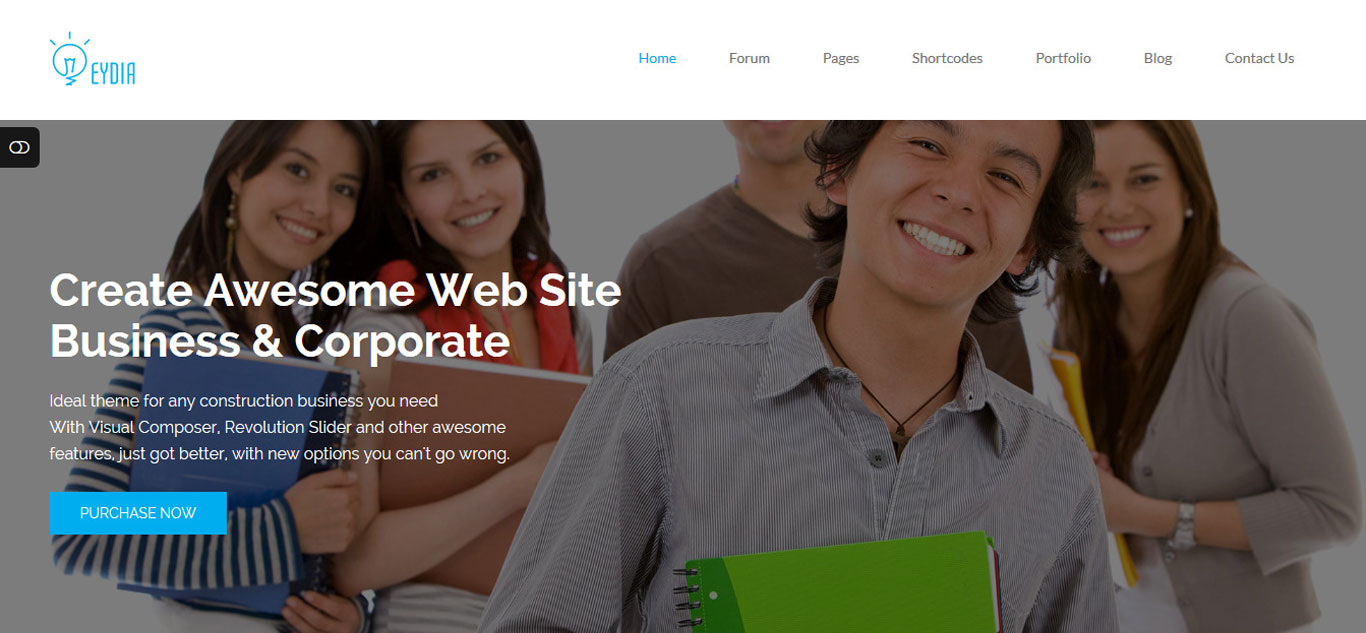 EYDIA
Home Forum Pages Shortcodes Portfolio Blog Contact Us
Create Awesome Web Site
Business & Corporate
Ideal theme for any construction business you need
With Visual Composer, Revolution Slider and other awesome
features, just got better, with new options you can't go wrong.
PURCHASE NOW